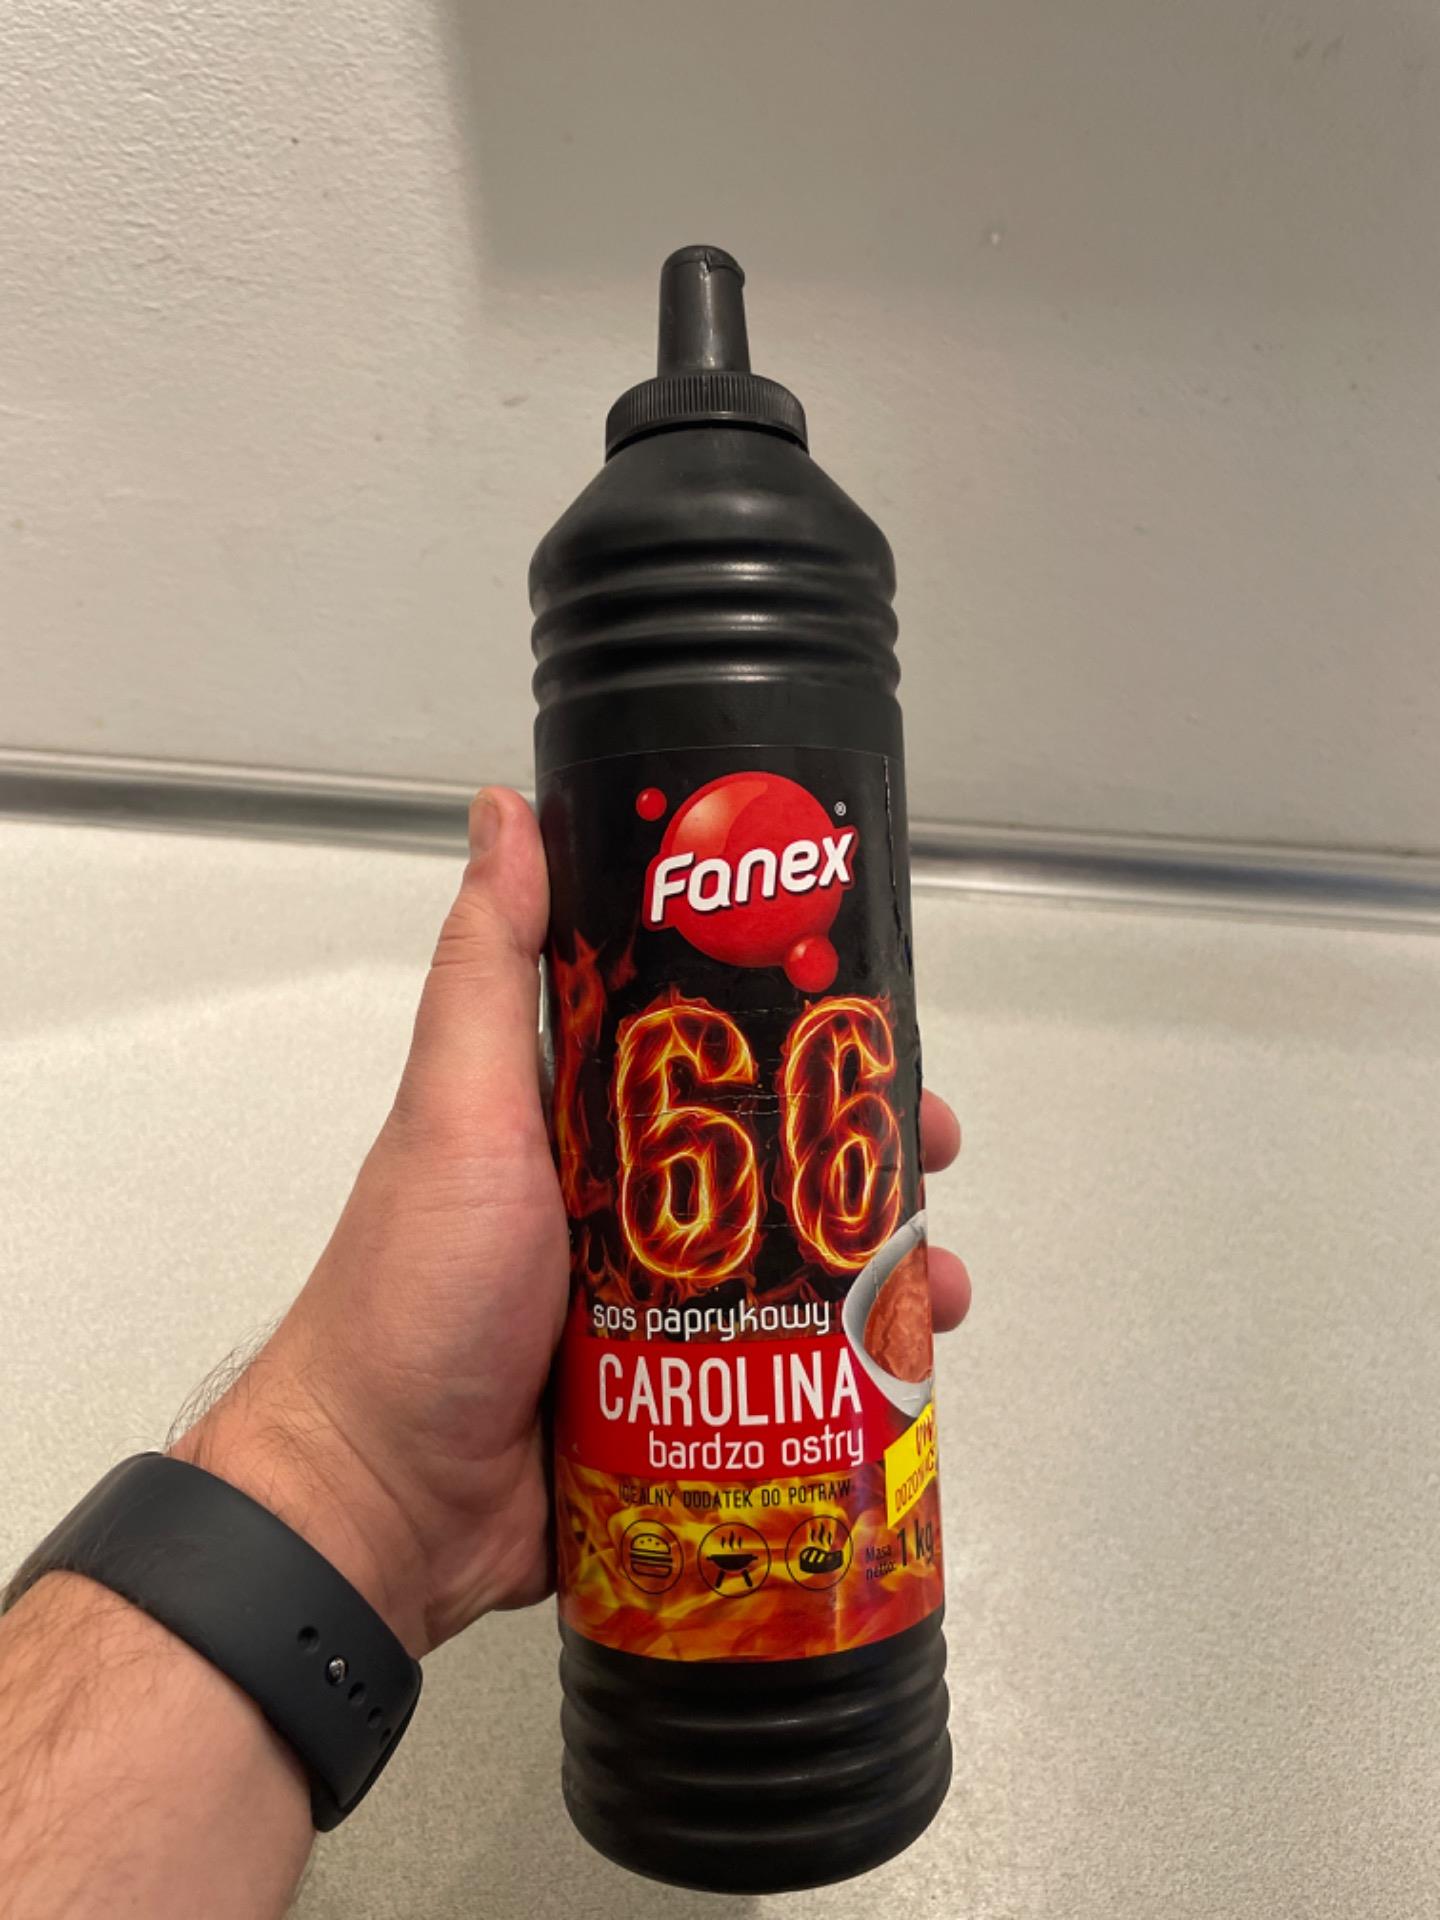 Fanex
®
66
sos paprykowy
CAROLINA
bardzo ostry
IDEALNY DODATEK DO POTRAW
Masa
netto: 1 kg